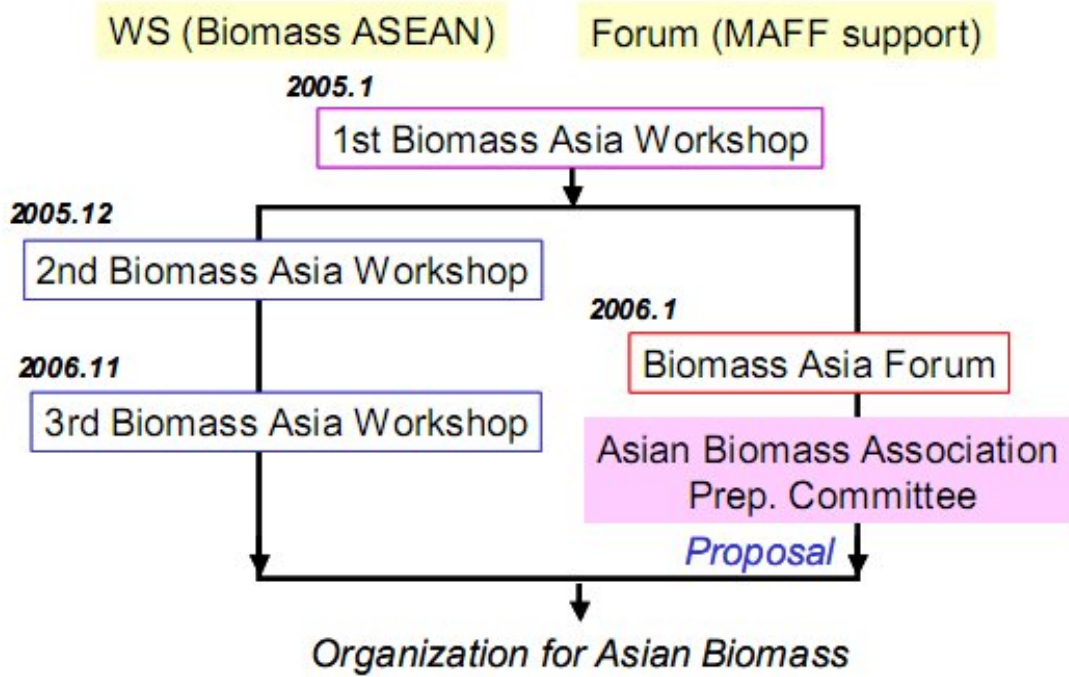 WS (Biomass ASEAN)
Forum (MAFF support)
2005.1
1st Biomass Asia Workshop
2005.12
2nd Biomass Asia Workshop
2006.1
Biomass Asia Forum
2006.11
3rd Biomass Asia Workshop
Asian Biomass Association
Prep. Committee
Proposal
Organization for Asian Biomass